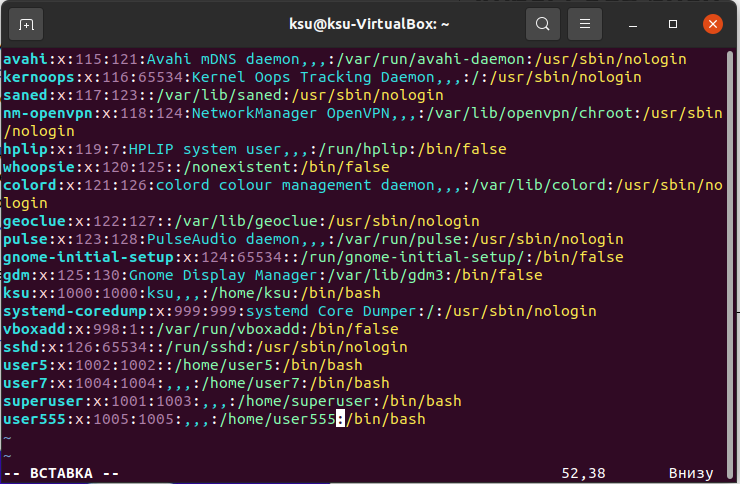 ksu@ksu-VirtualBox: ~
avahi:x:115:121:Avahi mDNS daemon,,,:/var/run/avahi-daemon:/usr/sbin/nologin
kernoops:x:116:65534:Kernel Oops Tracking Daemon,,,:/:/usr/sbin/nologin
saned:x:117:123::/var/lib/saned:/usr/sbin/nologin
nm-openvpn:x:118:124:NetworkManager OpenVPN,,,:/var/lib/openvpn/chroot:/usr/sbin
/nologin
hplip:x:119:7:HPLIP system user,,,:/run/hplip:/bin/false
whoopsie:x:120:125::/nonexistent:/bin/false
colord:x:121:126:colord colour management daemon,,,:/var/lib/colord:/usr/sbin/no
login
geoclue:x:122:127::/var/lib/geoclue:/usr/sbin/nologin
pulse:x:123:128:PulseAudio daemon,,,:/var/run/pulse:/usr/sbin/nologin
gnome-initial-setup:x:124:65534::/run/gnome-initial-setup/:/bin/false
gdm:x:125:130:Gnome Display Manager:/var/lib/gdm3:/bin/false
ksu:x:1000:1000:ksu,,,:/home/ksu:/bin/bash
systemd-coredump:x:999:999:systemd Core Dumper:/:/usr/sbin/nologin
vboxadd:x:998:1::/var/run/vboxadd:/bin/false
sshd:x:126:65534::/run/sshd:/usr/sbin/nologin
user5:x:1002:1002::/home/user5:/bin/bash
user7:x:1004:1004:,,,:/home/user7:/bin/bash
superuser:x:1001:1003:,,,:/home/superuser:/bin/bash
user555:x:1005:1005:,,,:/home/user555:/bin/bash
~
~
-- ВСТАВКА -- 52,38 Внизу